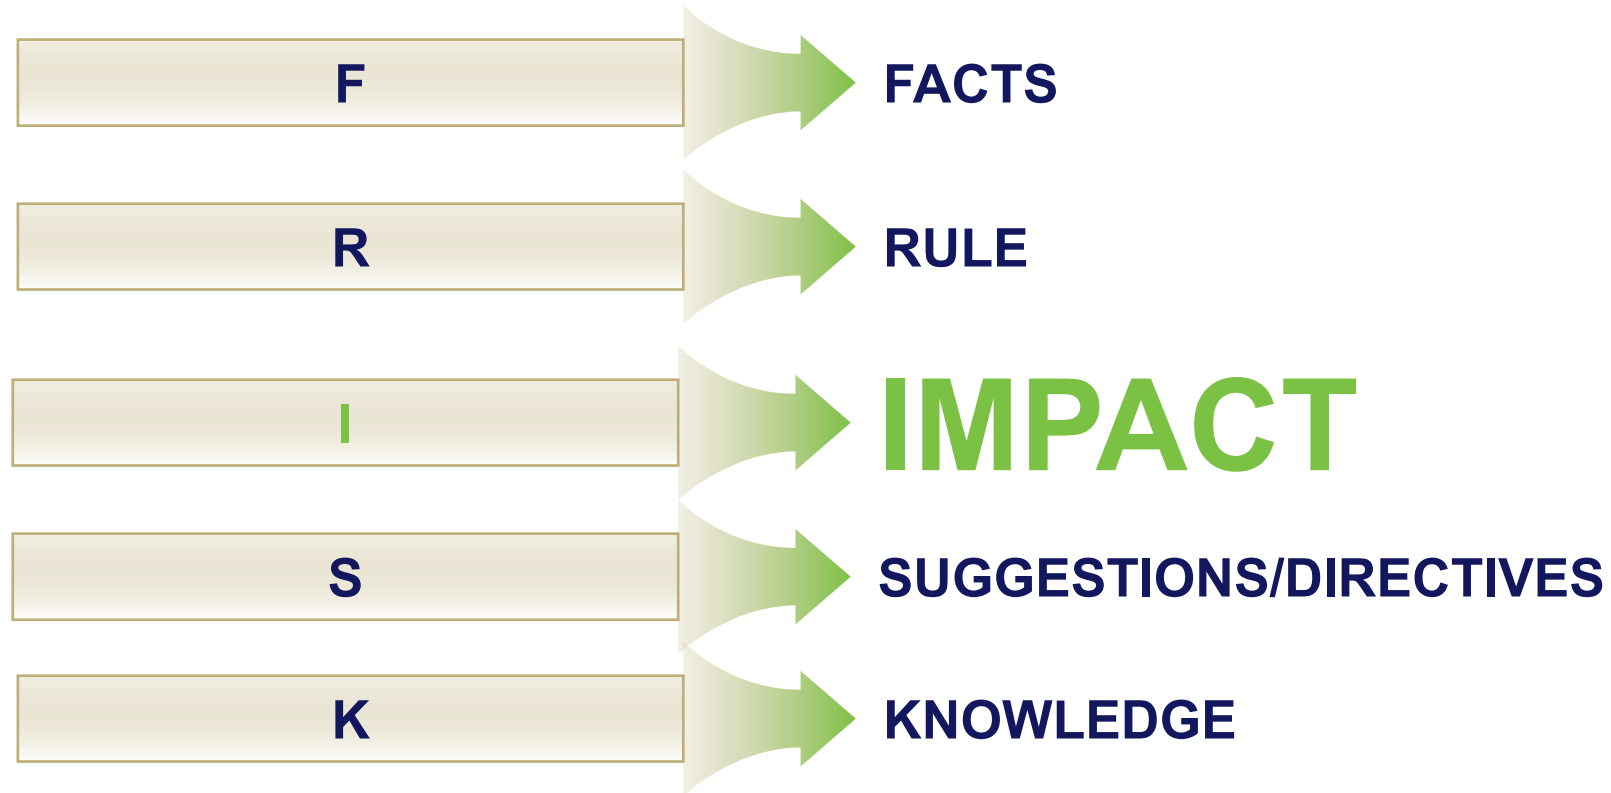 F FACTS
R RULE
I IMPACT
S SUGGESTIONS/DIRECTIVES
K KNOWLEDGE